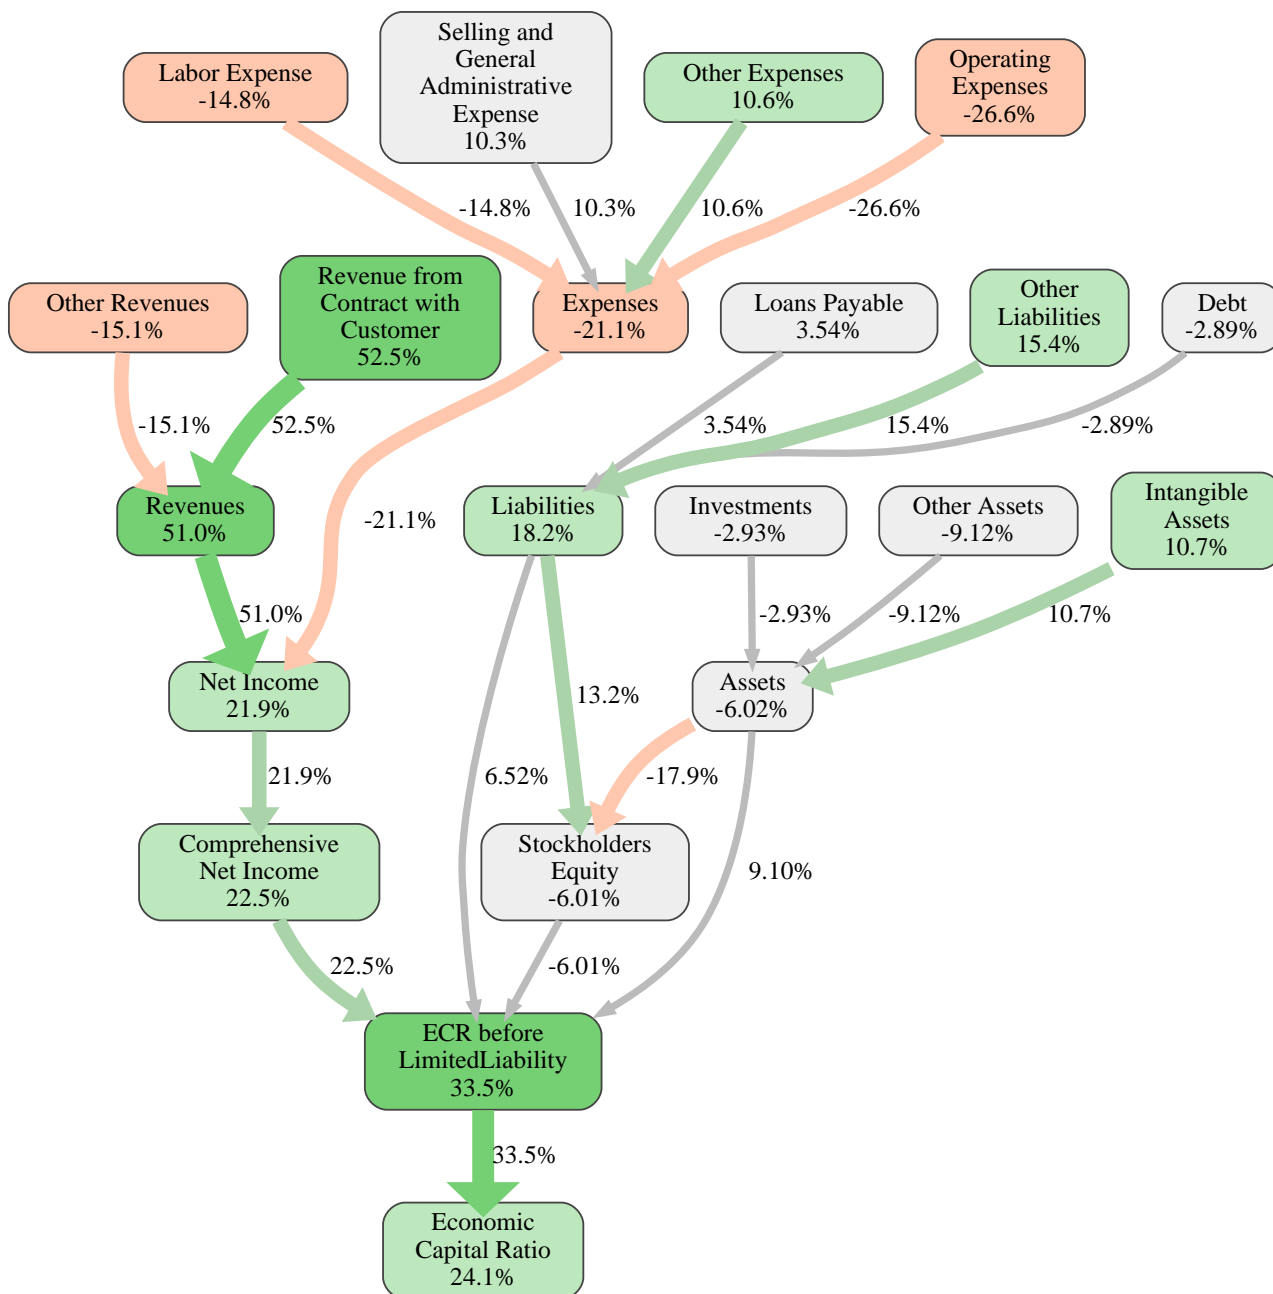 Selling and
General
Administrative
Expense
10.3%
Labor Expense
-14.8%
Other Expenses
10.6%
Operating
Expenses
-26.6%
-14.8%
10.3%
10.6%
-26.6%
Other Revenues
-15.1%
Revenue from
Contract with
Customer
52.5%
Expenses
-21.1%
Loans Payable
3.54%
Other
Liabilities
15.4%
Debt
-2.89%
-15.1%
52.5%
3.54%
15.4%
-2.89%
Revenues
51.0%
-21.1%
Liabilities
18.2%
Investments
-2.93%
Other Assets
-9.12%
Intangible
Assets
10.7%
51.0%
-2.93%
-9.12%
10.7%
Net Income
21.9%
13.2%
Assets
-6.02%
21.9%
6.52%
-17.9%
Comprehensive
Net Income
22.5%
Stockholders
Equity
-6.01%
9.10%
22.5%
-6.01%
ECR before
LimitedLiability
33.5%
33.5%
Economic
Capital Ratio
24.1%